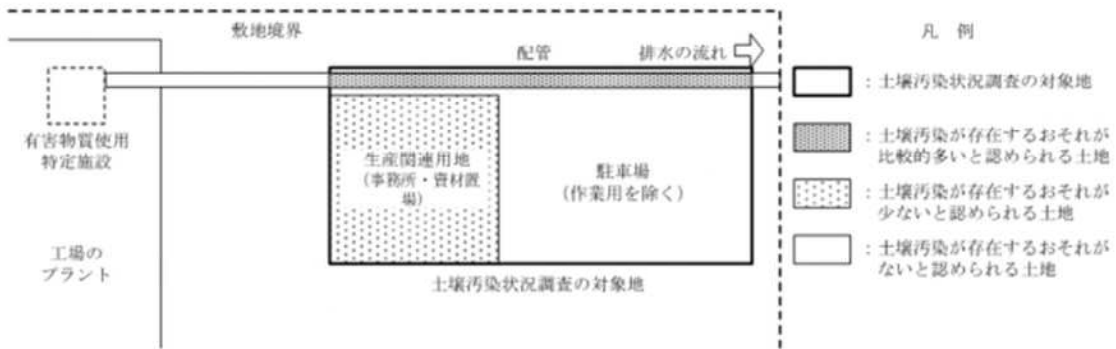 敷地境界
配管
排水の流れ
有害物質使用
特定施設
生産関連用地
(事務所・資材置
場)
駐車場
(作業用を除く)
工場の
プラント
土壌汚染状況調査の対象地
凡 例
：土壌汚染状況調査の対象地
：土壌汚染が存在するおそれが
比較的多いと認められる土地
：土壌汚染が存在するおそれが
少ないと認められる土地
：土壌汚染が存在するおそれが
ないと認められる土地